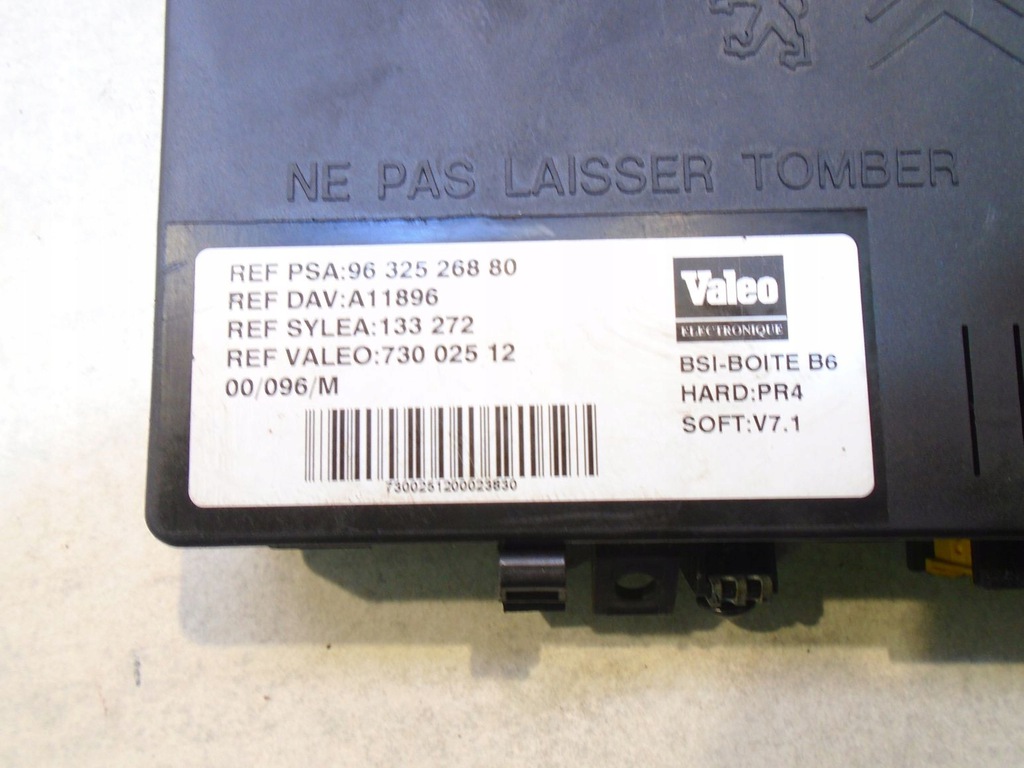 NE PAS LAISSER TOMBER
REF PSA:96 325 268 80
REF DAV:A11896
REF SYLEA:133 272
REF VALEO:730 025 12
00/096/M
7300251200023830
Valeo
ELECTRONIQUE
BSI-BOITE B6
HARD:PR4
SOFT:V7.1